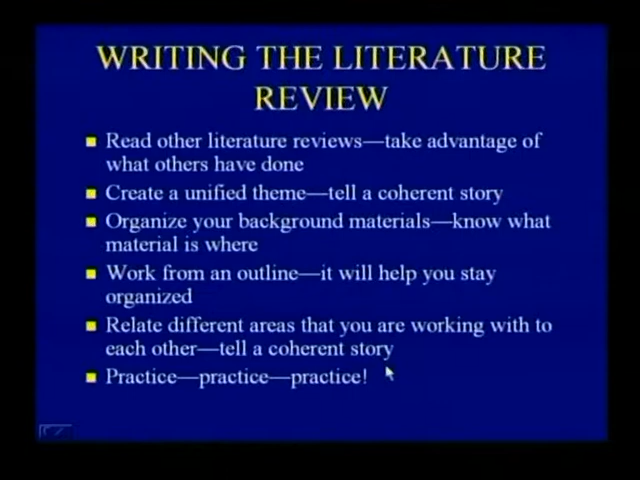 WRITING THE LITERATURE
REVIEW
Read other literature reviews—take advantage of
what others have done
Create a unified theme—tell a coherent story
Organize your background materials—know what
material is where
Work from an outline—it will help you stay
organized
Relate different areas that you are working with to
each other—tell a coherent story
Practice—practice—practice!